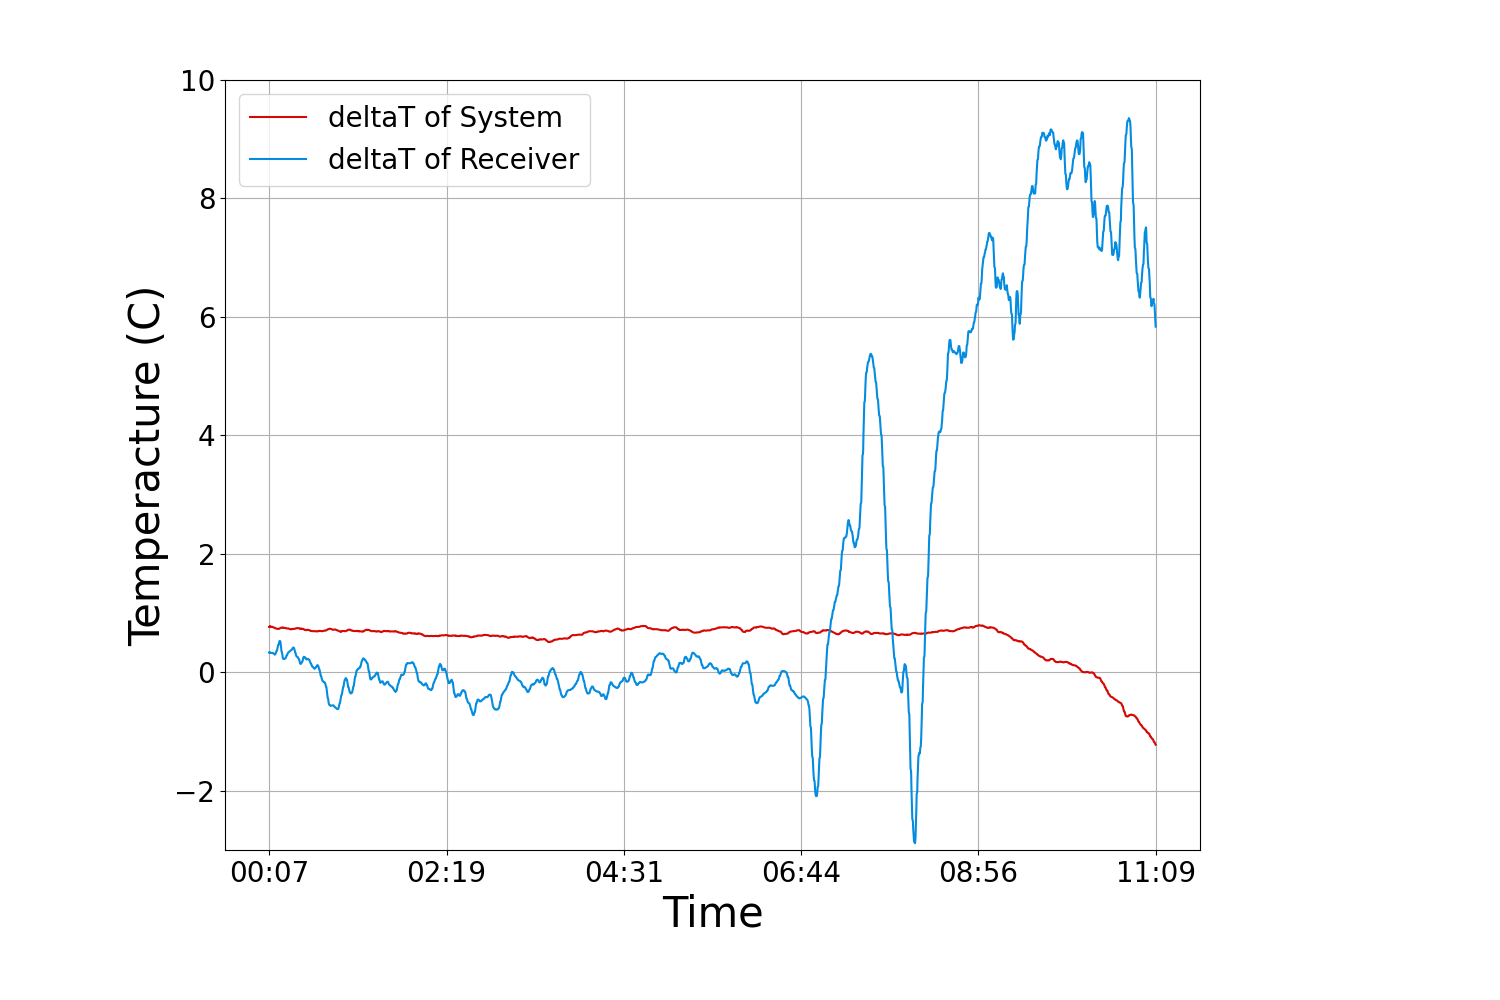 deltaT of System
deltaT of Receiver
Temperacture (C)
10
8
6
4
2
0
−2
00:07 02:19 04:31 06:44 08:56 11:09
Time